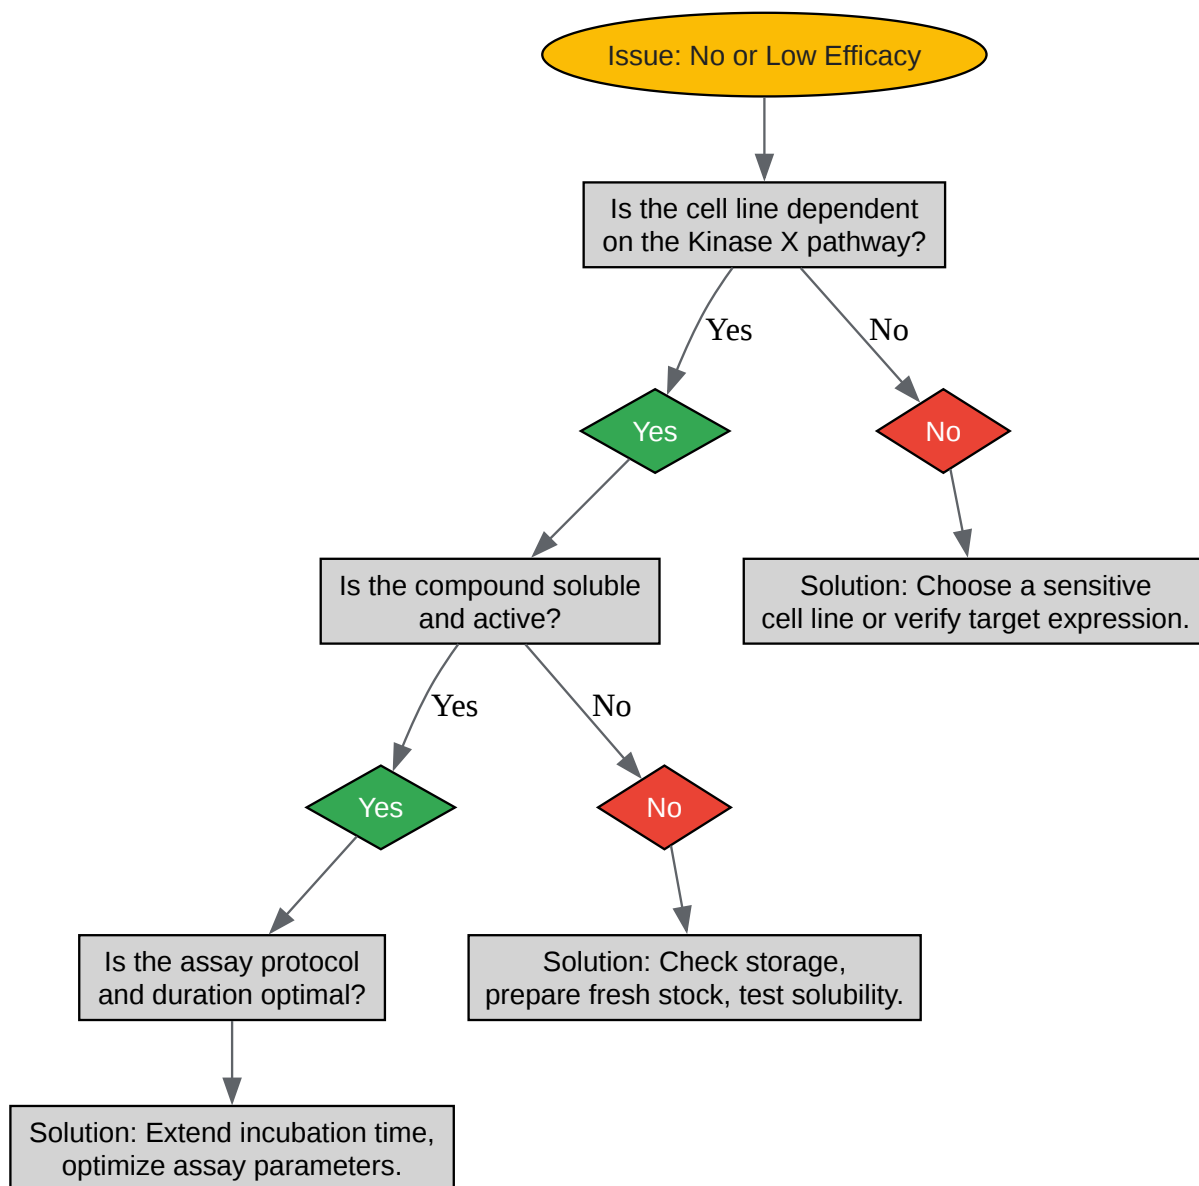 Issue: No or Low Efficacy
Is the cell line dependent
on the Kinase X pathway?
Yes
No
Yes
No
Is the compound soluble
and active?
Solution: Choose a sensitive
cell line or verify target expression.
Yes
No
Yes
No
Is the assay protocol
and duration optimal?
Solution: Check storage,
prepare fresh stock, test solubility.
Solution: Extend incubation time,
optimize assay parameters.